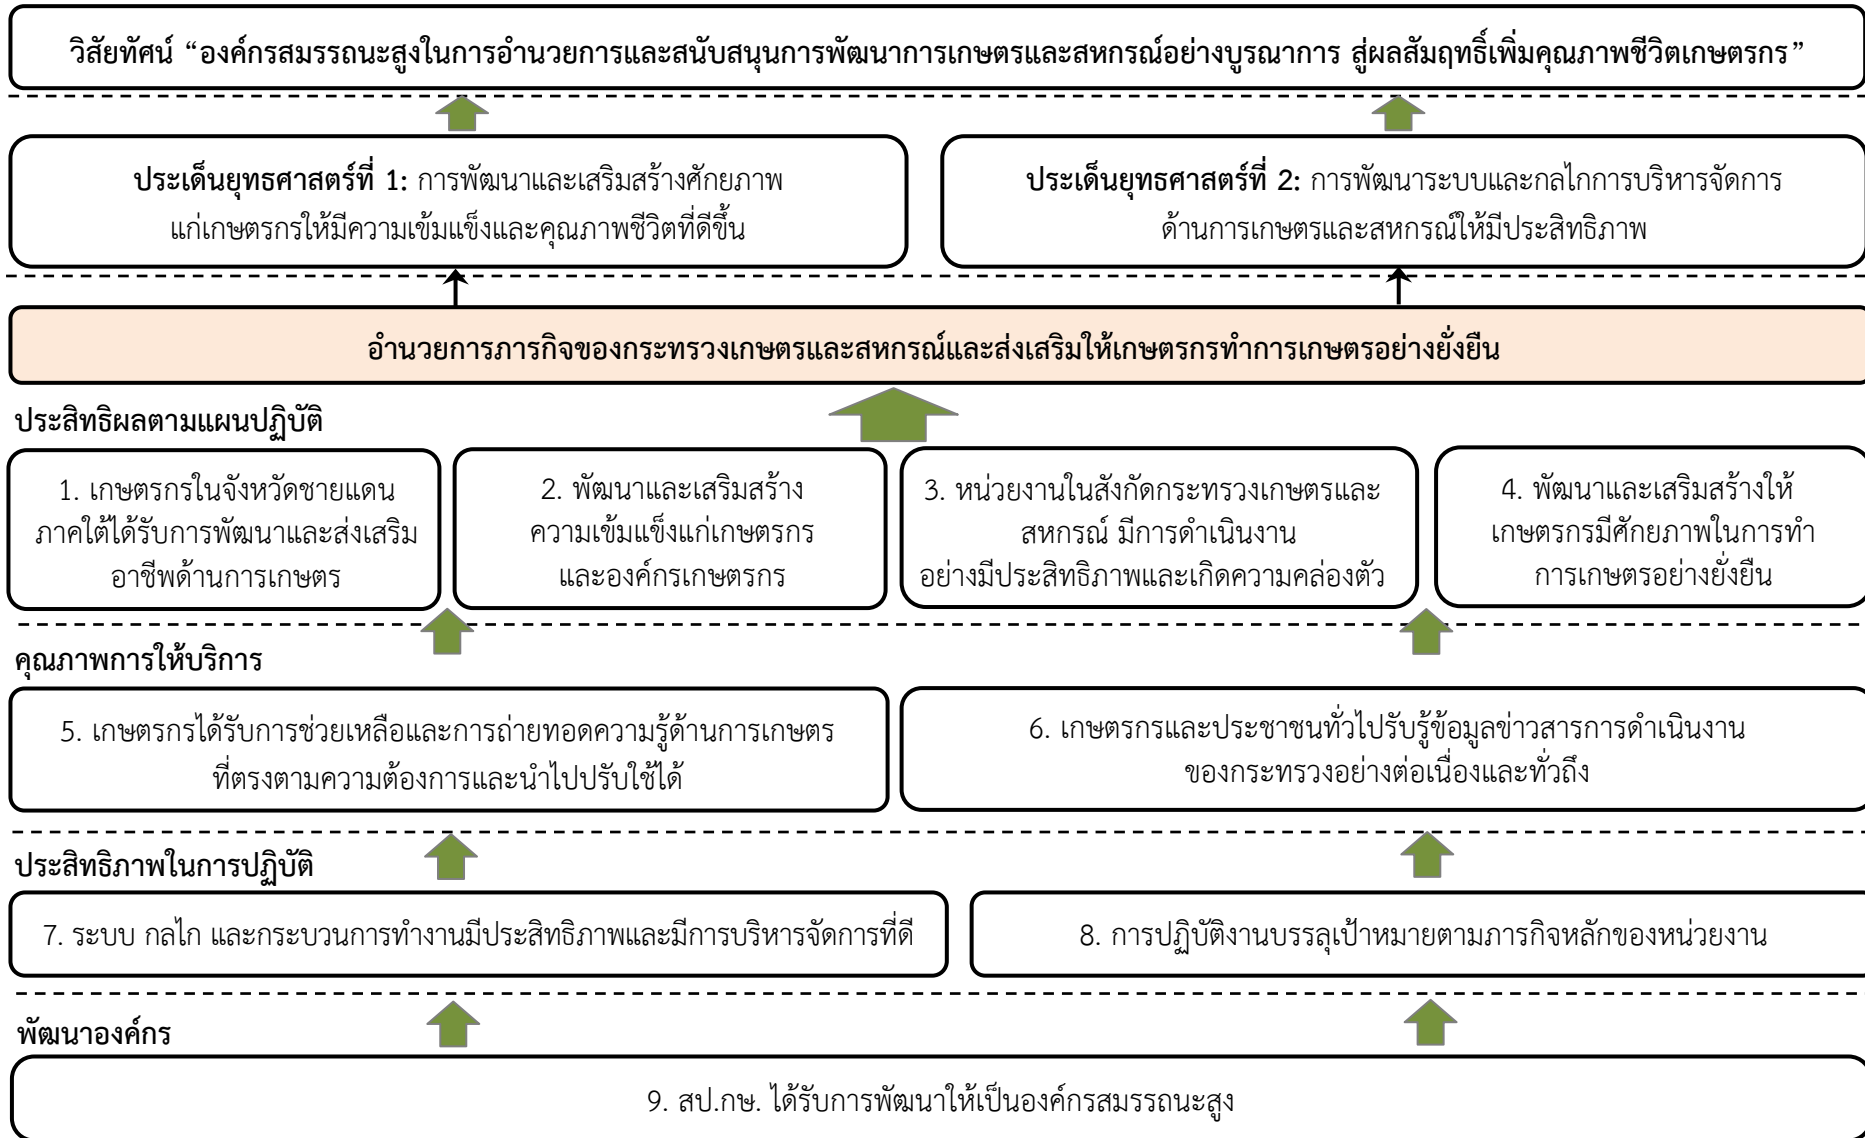 วิสัยทัศน์ “องค์กรสมรรถนะสูงในการอำนวยการและสนับสนุนการพัฒนาการเกษตรและสหกรณ์อย่างบูรณาการ สู่ผลสัมฤทธิ์เพิ่มคุณภาพชีวิตเกษตรกร”
ประเด็นยุทธศาสตร์ที่ 1: การพัฒนาและเสริมสร้างศักยภาพ
แก่เกษตรกรให้มีความเข้มแข็งและคุณภาพชีวิตที่ดีขึ้น
ประเด็นยุทธศาสตร์ที่ 2: การพัฒนาระบบและกลไกการบริหารจัดการ
ด้านการเกษตรและสหกรณ์ให้มีประสิทธิภาพ
อำนวยการภารกิจของกระทรวงเกษตรและสหกรณ์และส่งเสริมให้เกษตรกรทำการเกษตรอย่างยั่งยืน
ประสิทธิผลตามแผนปฏิบัติ
1. เกษตรกรในจังหวัดชายแดน
ภาคใต้ได้รับการพัฒนาและส่งเสริม
อาชีพด้านการเกษตร
2. พัฒนาและเสริมสร้าง
ความเข้มแข็งแก่เกษตรกร
และองค์กรเกษตรกร
3. หน่วยงานในสังกัดกระทรวงเกษตรและ
สหกรณ์ มีการดำเนินงาน
อย่างมีประสิทธิภาพและเกิดความคล่องตัว
4. พัฒนาและเสริมสร้างให้
เกษตรกรมีศักยภาพในการทำ
การเกษตรอย่างยั่งยืน
คุณภาพการให้บริการ
5. เกษตรกรได้รับการช่วยเหลือและการถ่ายทอดความรู้ด้านการเกษตร
ที่ตรงตามความต้องการและนำไปปรับใช้ได้
6. เกษตรกรและประชาชนทั่วไปรับรู้ข้อมูลข่าวสารการดำเนินงาน
ของกระทรวงอย่างต่อเนื่องและทั่วถึง
ประสิทธิภาพในการปฏิบัติ
7. ระบบ กลไก และกระบวนการทำงานมีประสิทธิภาพและมีการบริหารจัดการที่ดี
8. การปฏิบัติงานบรรลุเป้าหมายตามภารกิจหลักของหน่วยงาน
พัฒนาองค์กร
9. สป.กษ. ได้รับการพัฒนาให้เป็นองค์กรสมรรถนะสูง